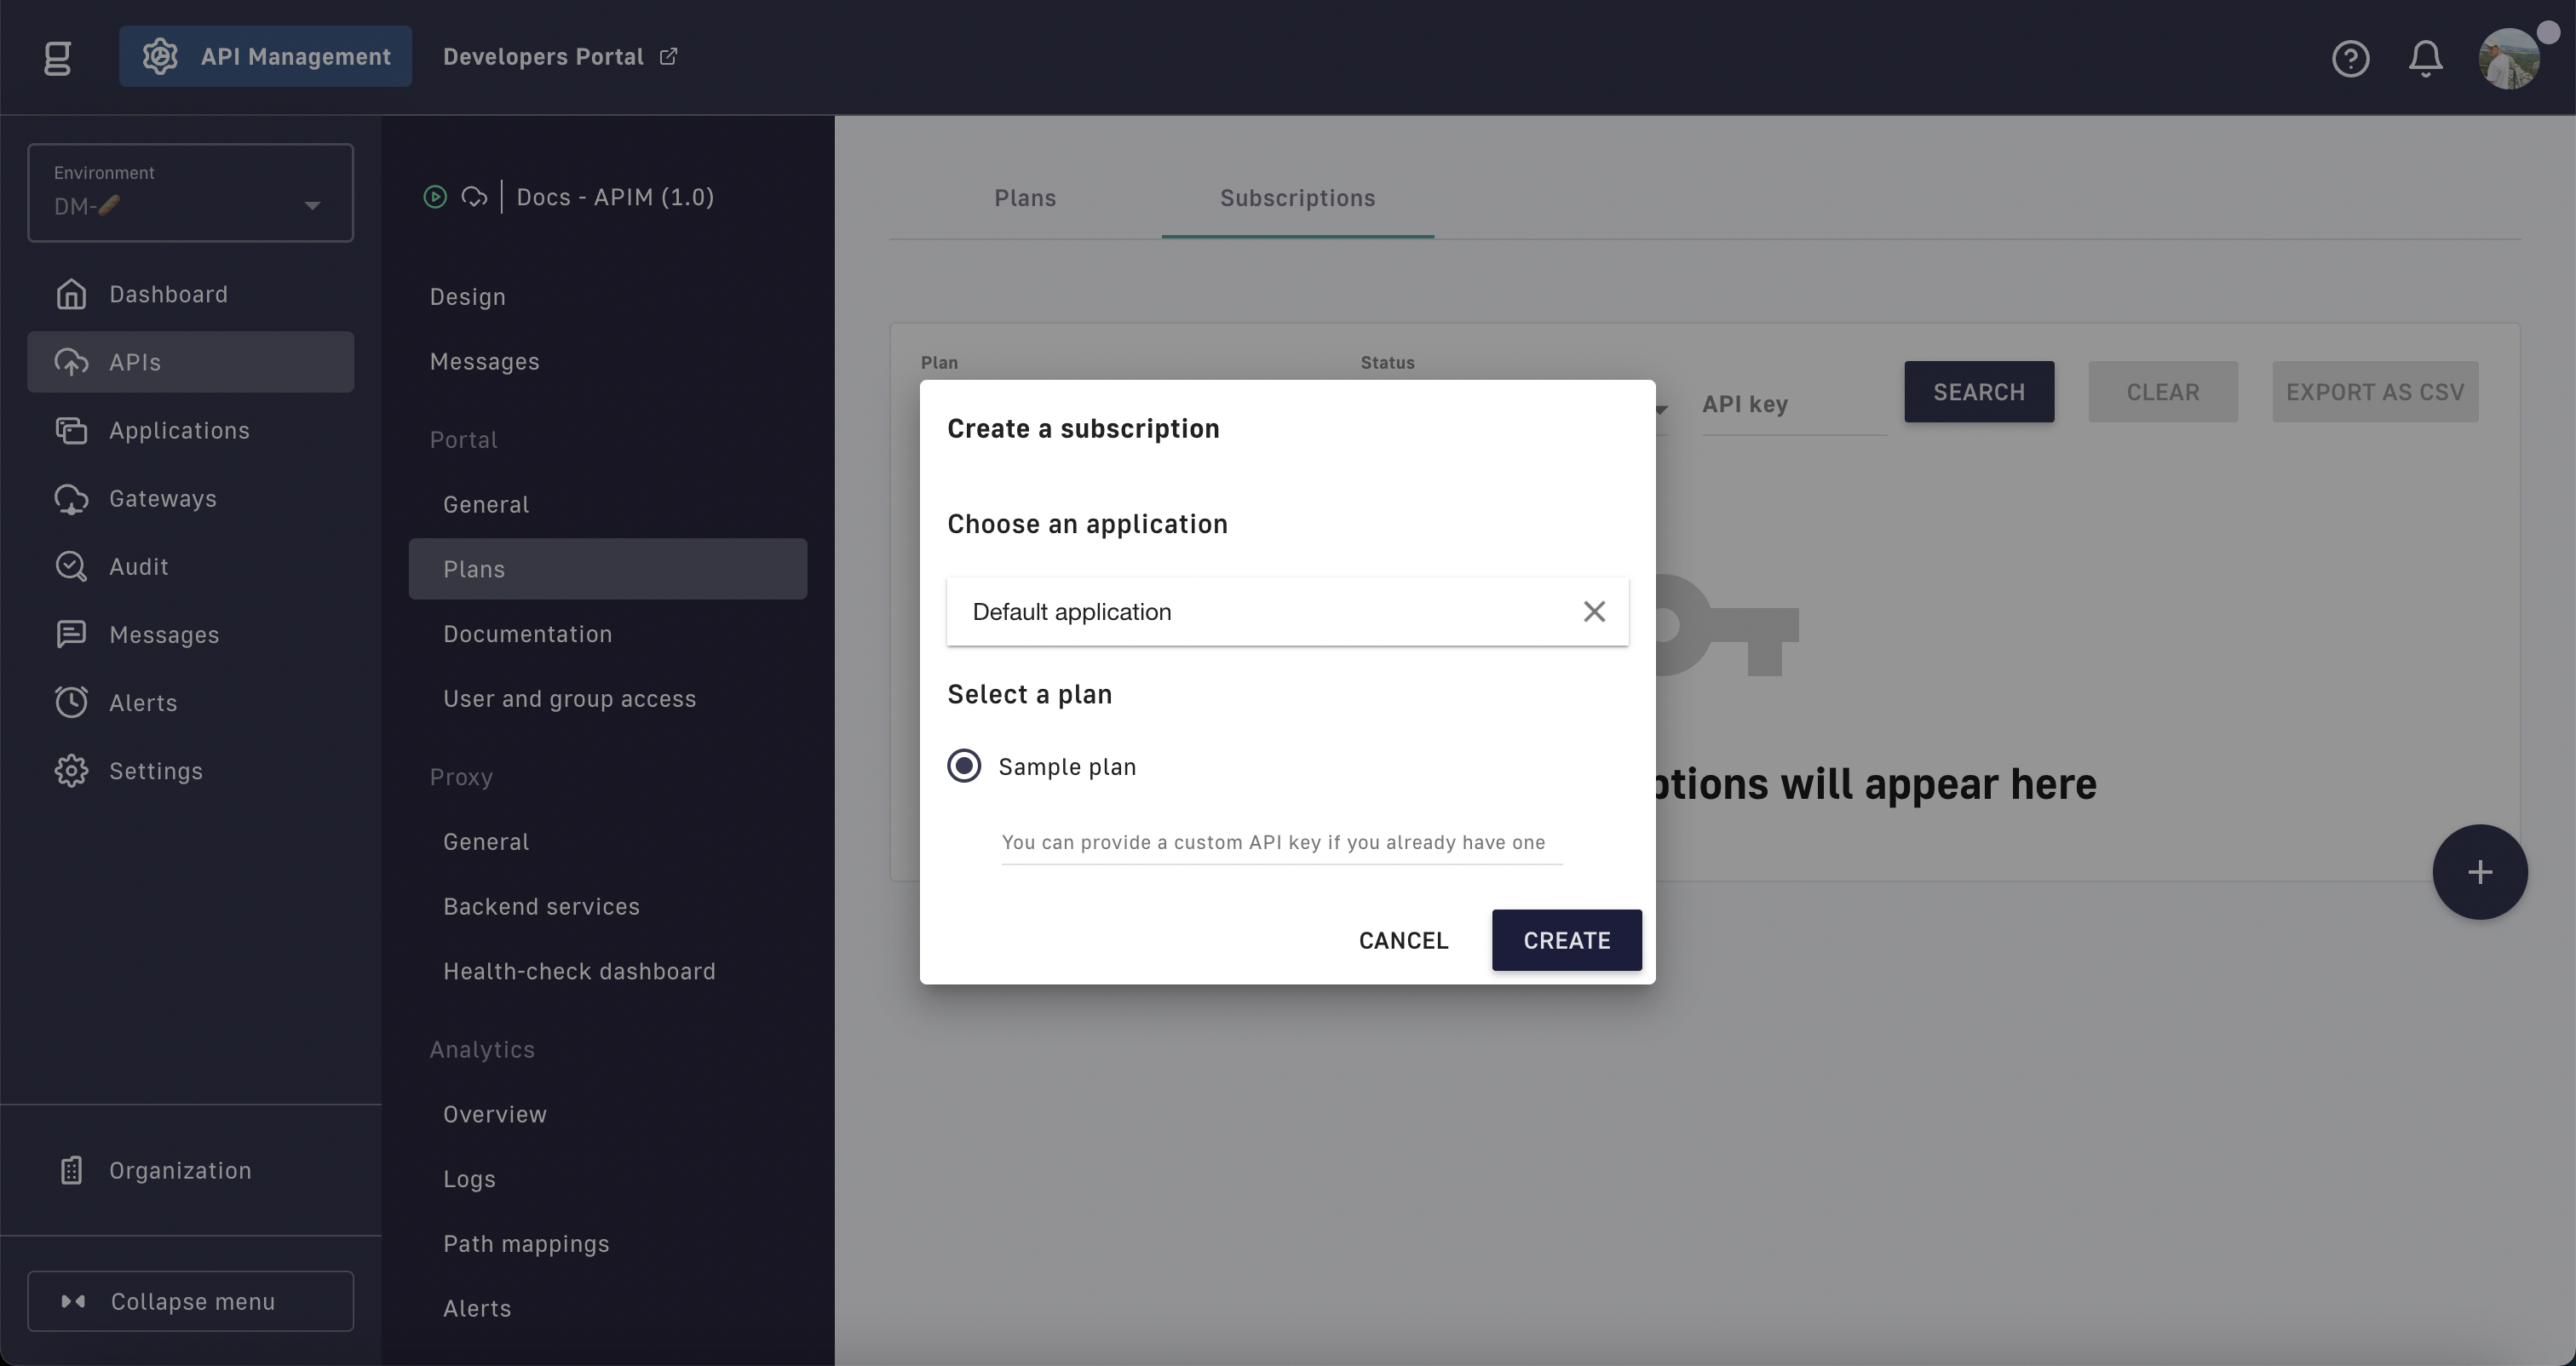 API Management
Developers Portal
Environment
DM-🥖
Dashboard
APIs
Applications
Gateways
Audit
Messages
Alerts
Settings
Organization
Collapse menu
Docs - APIM (1.0)
Design
Messages
Portal
General
Plans
Documentation
User and group access
Proxy
General
Backend services
Health-check dashboard
Analytics
Overview
Logs
Path mappings
Alerts
Plans
Subscriptions
Plan
Status
API key
SEARCH
CLEAR
EXPORT AS CSV
Create a subscription
Choose an application
Default application
Select a plan
Sample plan
You can provide a custom API key if you already have one
CANCEL
CREATE
will appear here